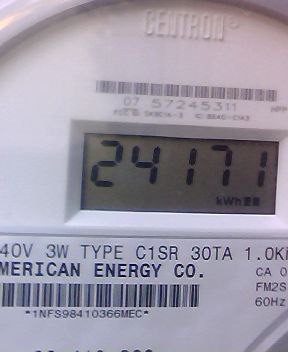 CENTRON®
07 57245311
24171
kWh
40V 3W TYPE C1SR 30TA 1.0K
MERICAN ENERGY CO.
CA 0
FM2S
60Hz
*1NFS98410366MEC*